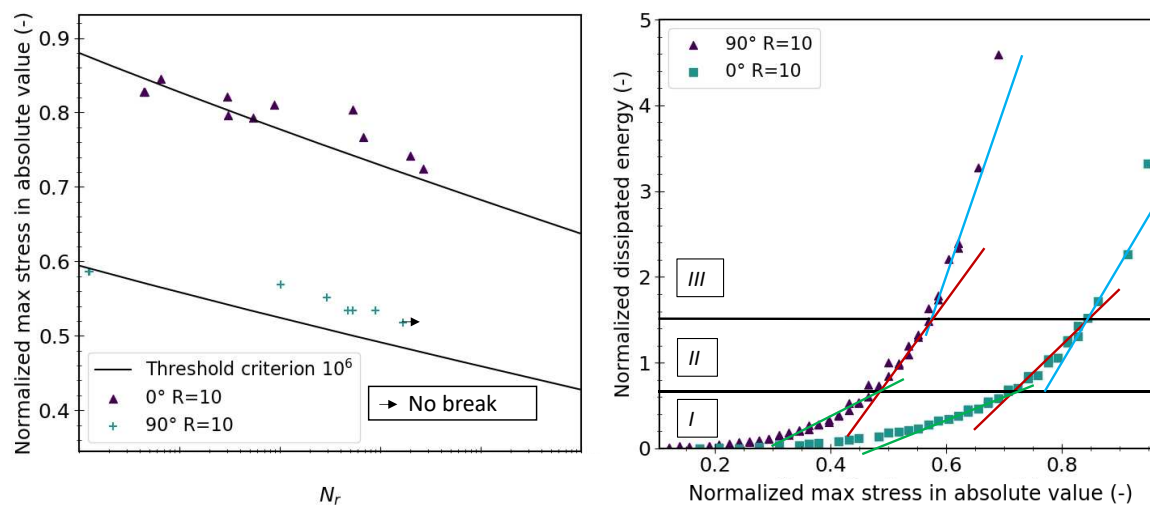 Normalized max stress in absolute value (-)
0.9
0.8
0.7
0.6
0.5
0.4
Threshold criterion 10⁶
0° R=10
90° R=10
No break
Nᵣ
Normalized dissipated energy (-)
5
4
3
2
1
0
90° R=10
0° R=10
III
II
I
0.2 0.4 0.6 0.8
Normalized max stress in absolute value (-)